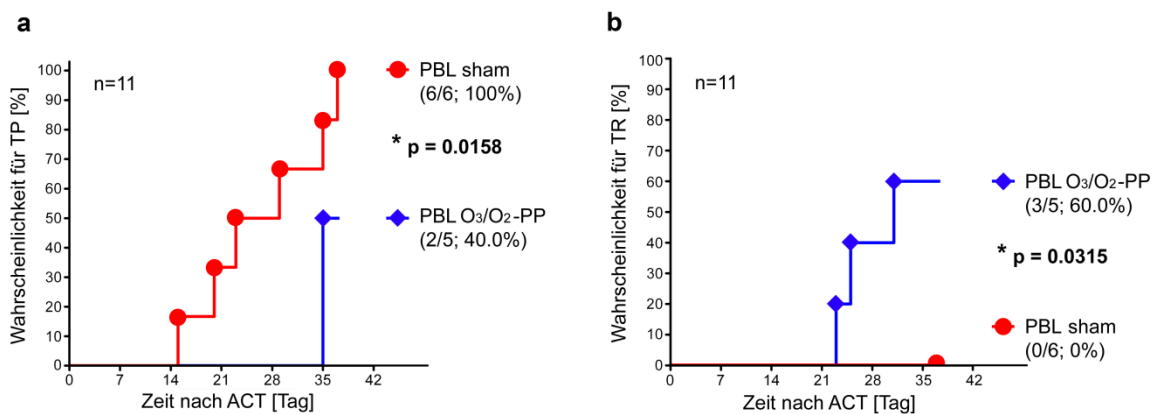 a
Wahrscheinlichkeit für TP [%]
100
90
80
70
60
50
40
30
20
10
0
n=11
PBL sham
(6/6; 100%)
* p = 0.0158
PBL O₃/O₂-PP
(2/5; 40.0%)
0 7 14 21 28 35 42
Zeit nach ACT [Tag]
b
Wahrscheinlichkeit für TR [%]
100
90
80
70
60
50
40
30
20
10
0
n=11
PBL O₃/O₂-PP
(3/5; 60.0%)
* p = 0.0315
PBL sham
(0/6; 0%)
0 7 14 21 28 35 42
Zeit nach ACT [Tag]